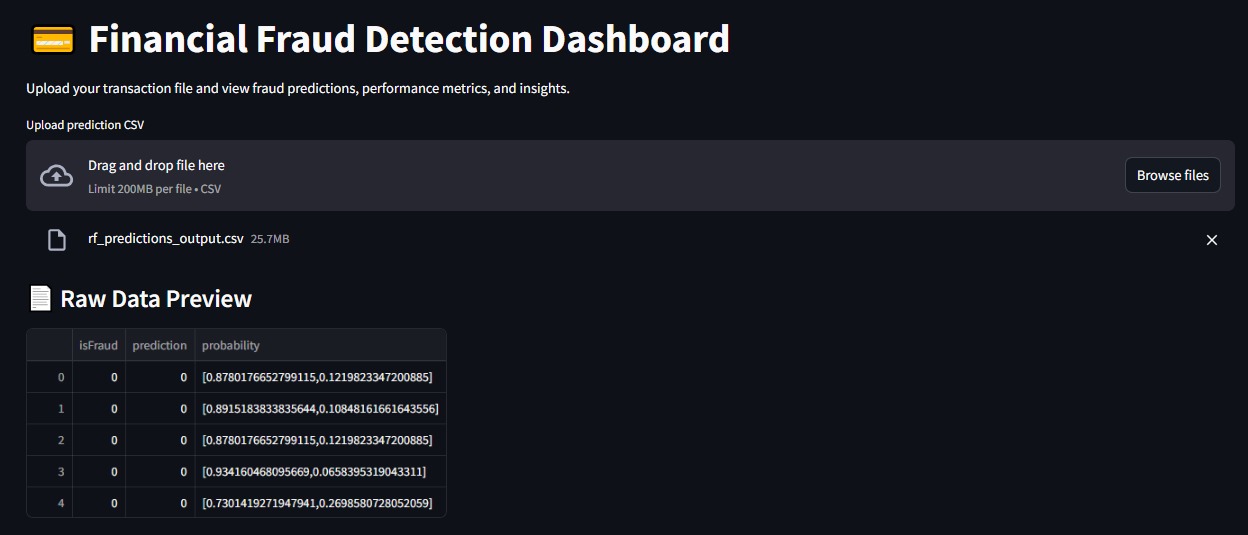 Financial Fraud Detection Dashboard
Upload your transaction file and view fraud predictions, performance metrics, and insights.
Upload prediction CSV
Drag and drop file here
Limit 200MB per file • CSV
Browse files
rf_predictions_output.csv 25.7MB
Raw Data Preview
isFraud prediction probability
0 0 0 [0.8780176652799115,0.1219823347200885]
1 0 0 [0.8915183833835644,0.10848161661643556]
2 0 0 [0.8780176652799115,0.1219823347200885]
3 0 0 [0.934160468095669,0.0658395319043311]
4 0 0 [0.7301419271947941,0.2698580728052059]